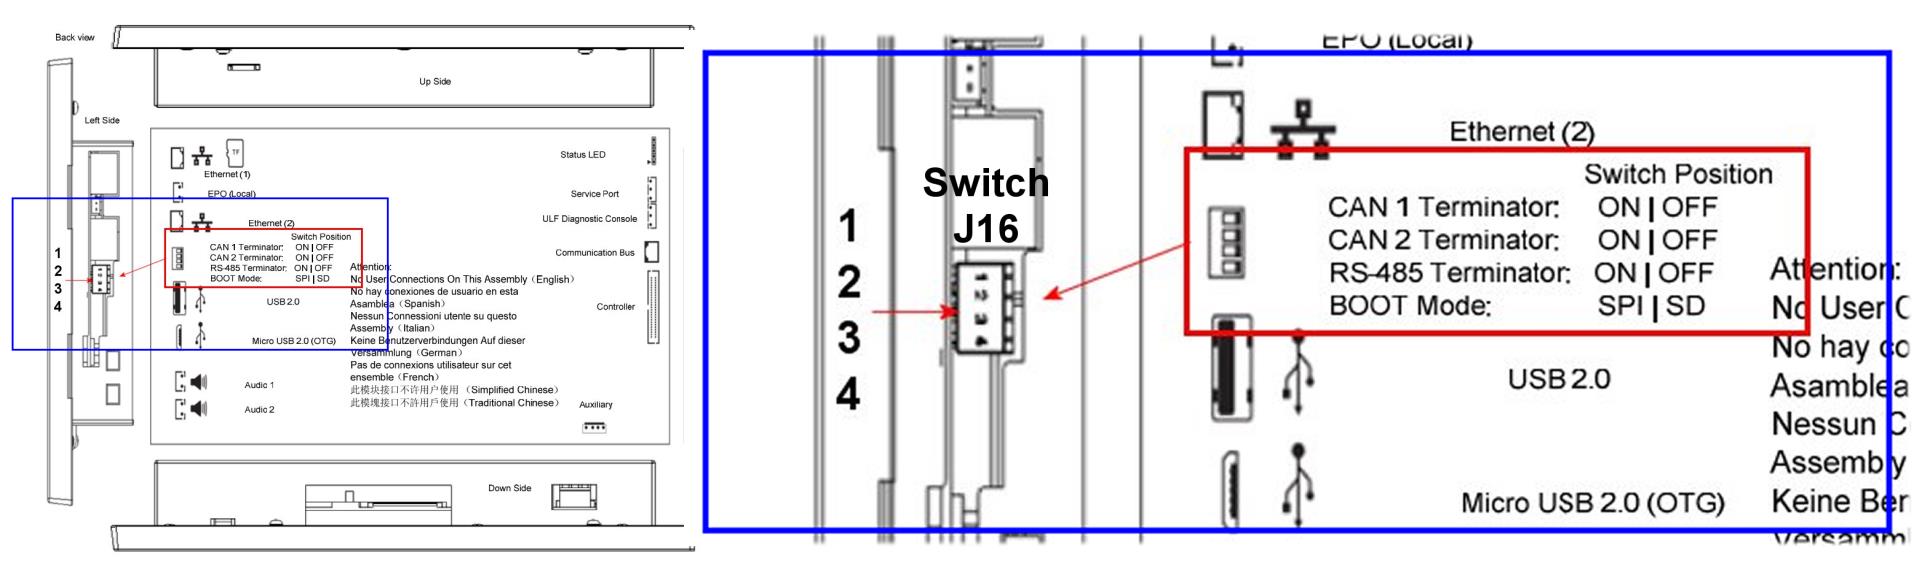 Back view
Up Side
Left Side
TF
Ethernet (1)
EPO (Local)
Ethernet (2)
Switch Position
CAN 1 Terminator: ON | OFF
CAN 2 Terminator: ON | OFF
RS-485 Terminator: ON | OFF
BOOT Mode: SPI | SD
1
2
3
4
USB 2.0
Micro USB 2.0 (OTG)
Audio 1
Audio 2
Attention:
No User Connections On This Assembly (English)
No hay conexiones de usuario en esta
Asamblea (Spanish)
Nessun Connessioni utente su questo
Assembly (Italian)
Keine Benutzerverbindungen Auf dieser
Versammlung (German)
Pas de connexions utilisateur sur cet
ensemble (French)
此模块接口不许用户使用 (Simplified Chinese)
此模塊接口不許用戶使用 (Traditional Chinese)
Status LED
Service Port
ULF Diagnostic Console
Communication Bus
Controller
Auxiliary
Down Side
EPO (Local)
Ethernet (2)
Switch
J16
1
2
3
4
1
2
3
4
Switch Position
CAN 1 Terminator: ON | OFF
CAN 2 Terminator: ON | OFF
RS-485 Terminator: ON | OFF
BOOT Mode: SPI | SD
USB 2.0
Micro USB 2.0 (OTG)
Attention:
No User C
No hay co
Asamblea
Nessun C
Assembly
Keine Ber
Versamml